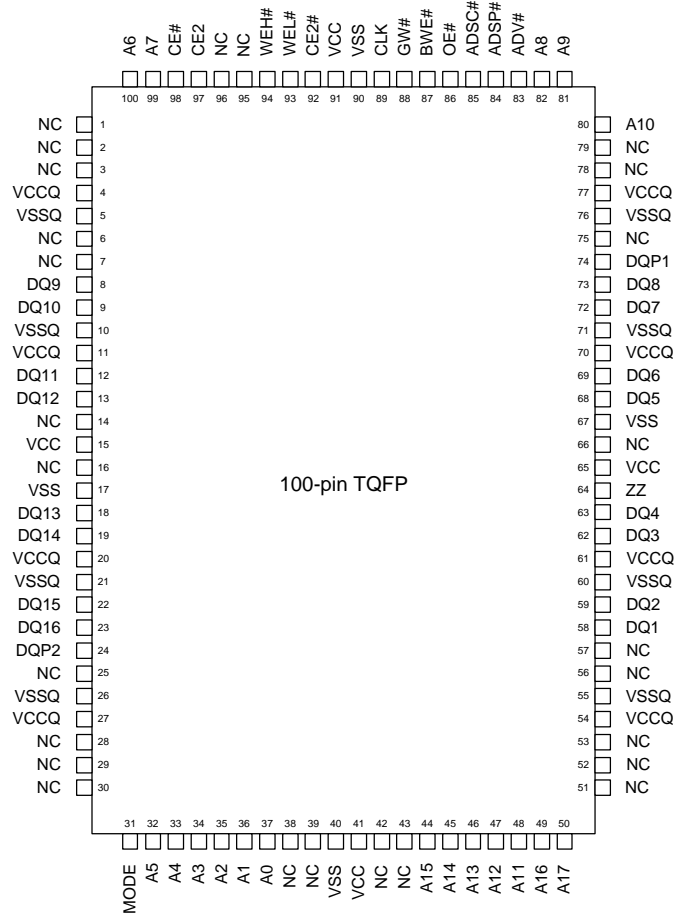 A6 A7 CE# CE2 NC NC WEH# WEL# CE2# VCC VSS CLK GW# BWE# OE# ADSC# ADSP# ADV# A8 A9
100 99 98 97 96 95 94 93 92 91 90 89 88 87 86 85 84 83 82 81
NC 1 80 A10
NC 2 79 NC
NC 3 78 NC
VCCQ 4 77 VCCQ
VSSQ 5 76 VSSQ
NC 6 75 NC
NC 7 74 DQP1
DQ9 8 73 DQ8
DQ10 9 72 DQ7
VSSQ 10 71 VSSQ
VCCQ 11 70 VCCQ
DQ11 12 69 DQ6
DQ12 13 68 DQ5
NC 14 67 VSS
VCC 15 66 NC
NC 16 65 VCC
100-pin TQFP
VSS 17 64 ZZ
DQ13 18 63 DQ4
DQ14 19 62 DQ3
VCCQ 20 61 VCCQ
VSSQ 21 60 VSSQ
DQ15 22 59 DQ2
DQ16 23 58 DQ1
DQP2 24 57 NC
NC 25 56 NC
VSSQ 26 55 VSSQ
VCCQ 27 54 VCCQ
NC 28 53 NC
NC 29 52 NC
NC 30 51 NC
31 32 33 34 35 36 37 38 39 40 41 42 43 44 45 46 47 48 49 50
MODE A5 A4 A3 A2 A1 A0 NC NC VSS VCC NC NC A15 A14 A13 A12 A11 A16 A17